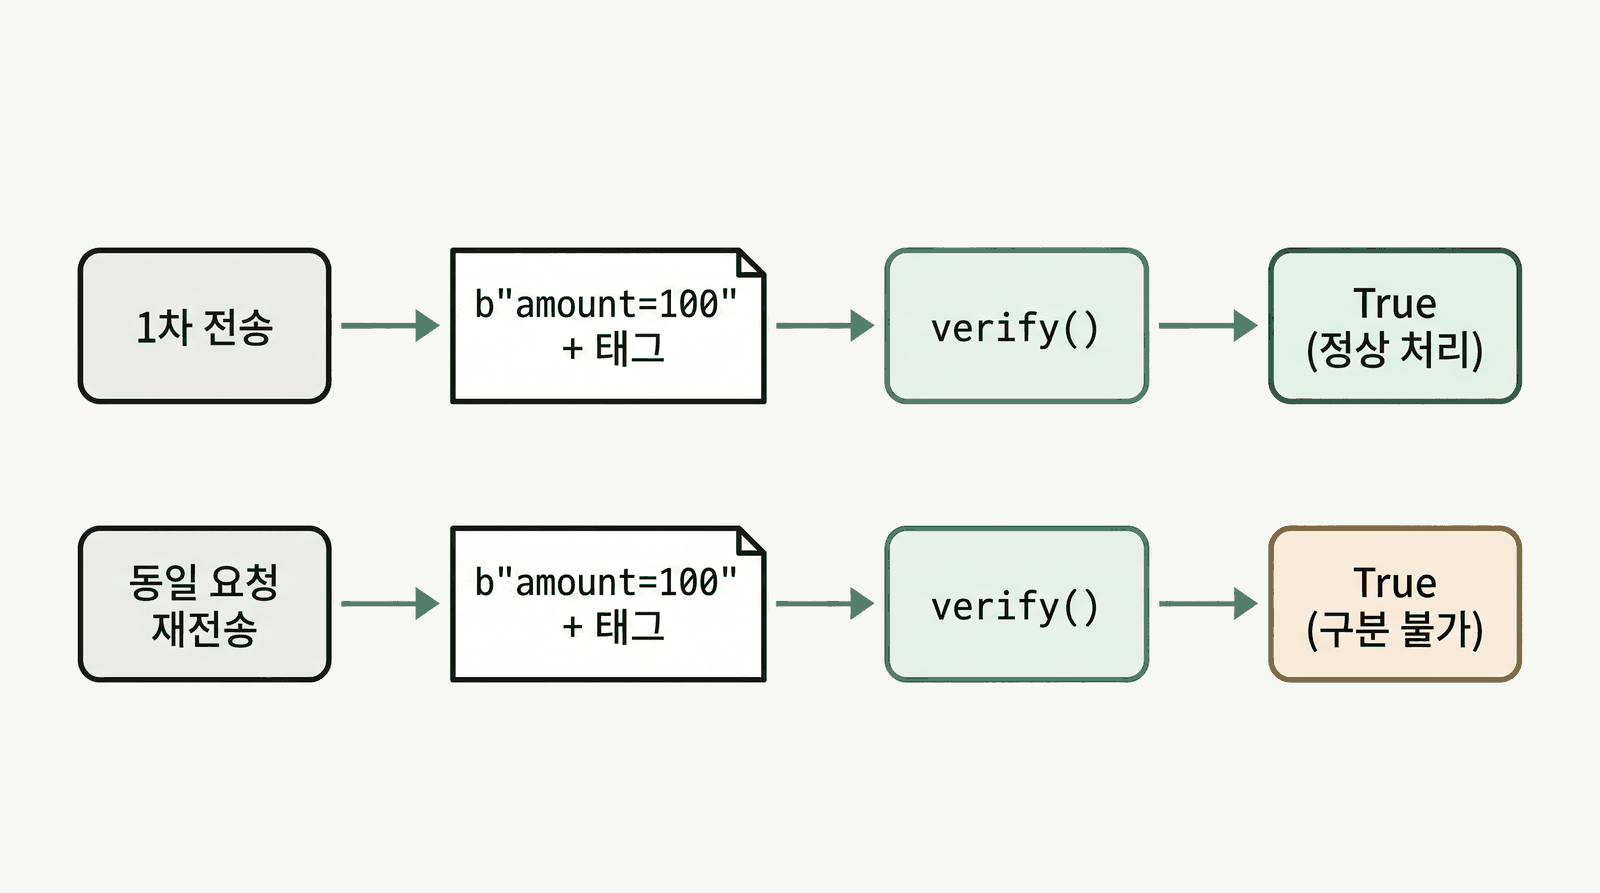 1차 전송
b"amount=100"
+ 태그
verify()
True
(정상 처리)
동일 요청
재전송
b"amount=100"
+ 태그
verify()
True
(구분 불가)